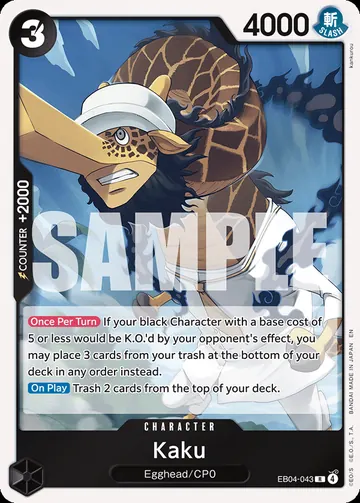 3
4000
斬
SLASH
kankurou
COUNTER +2000
SAMPLE
Once Per Turn If your black Character with a base cost of
5 or less would be K.O.'d by your opponent's effect, you
may place 3 cards from your trash at the bottom of your
deck in any order instead.
On Play Trash 2 cards from the top of your deck.
CHARACTER
Kaku
Egghead/CP0
EB04-043 R 4
©E.O./S., T.A. BANDAI MADE IN JAPAN EN